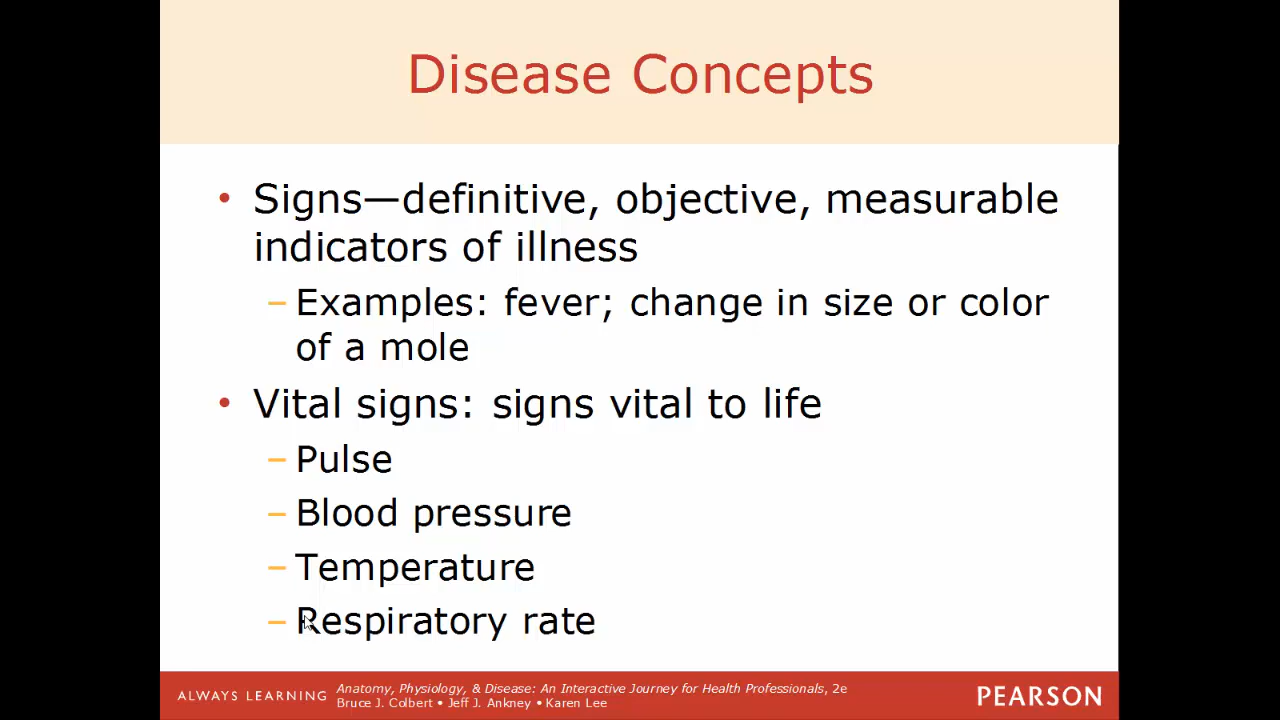 Disease Concepts
• Signs—definitive, objective, measurable
indicators of illness
– Examples: fever; change in size or color
of a mole
• Vital signs: signs vital to life
– Pulse
– Blood pressure
– Temperature
– Respiratory rate
ALWAYS LEARNING
Anatomy, Physiology, & Disease: An Interactive Journey for Health Professionals, 2e
Bruce J. Colbert • Jeff J. Ankney • Karen Lee
PEARSON